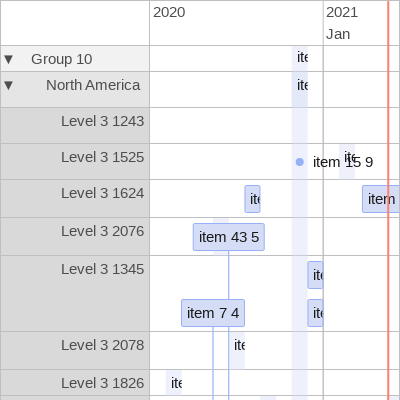 2020 2021
Jan
▼ Group 10 ite
▼ North America ite
Level 3 1243
Level 3 1525 item 15 9 ite
Level 3 1624 ite item
Level 3 2076 item 43 5
Level 3 1345 ite
item 7 4 ite
Level 3 2078 ite
Level 3 1826 ite